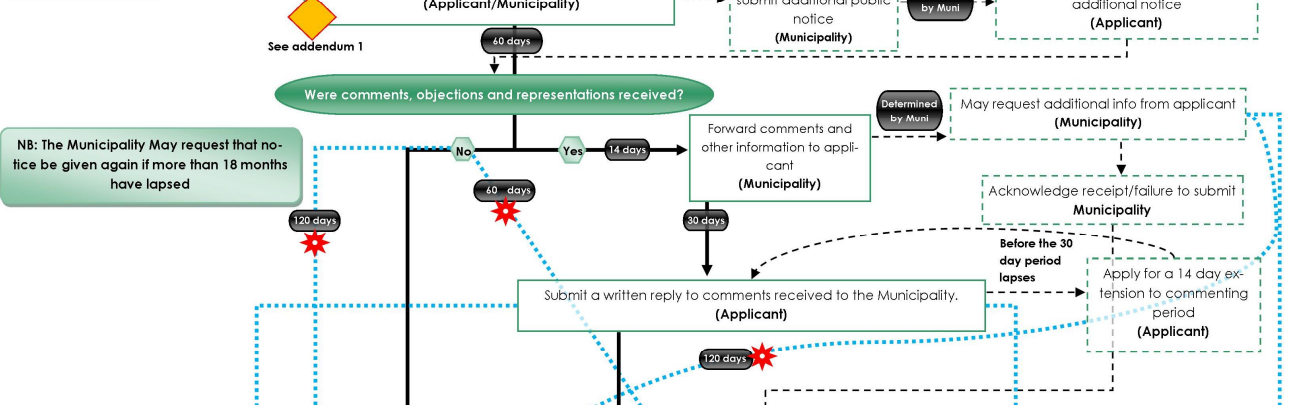 (Applicant/Municipality)
submit additional public
notice
(Municipality)
by Muni
additional notice
(Applicant)
See addendum 1
60 days
Were comments, objections and representations received?
Determined
by Muni
May request additional info from applicant
(Municipality)
NB: The Municipality May request that no-
tice be given again if more than 18 months
have lapsed
No
Yes
14 days
Forward comments and
other information to appli-
cant
(Municipality)
Acknowledge receipt/failure to submit
Municipality
60 days
120 days
30 days
Before the 30
day period
lapses
Apply for a 14 day ex-
tension to commenting
period
(Applicant)
Submit a written reply to comments received to the Municipality.
(Applicant)
120 days